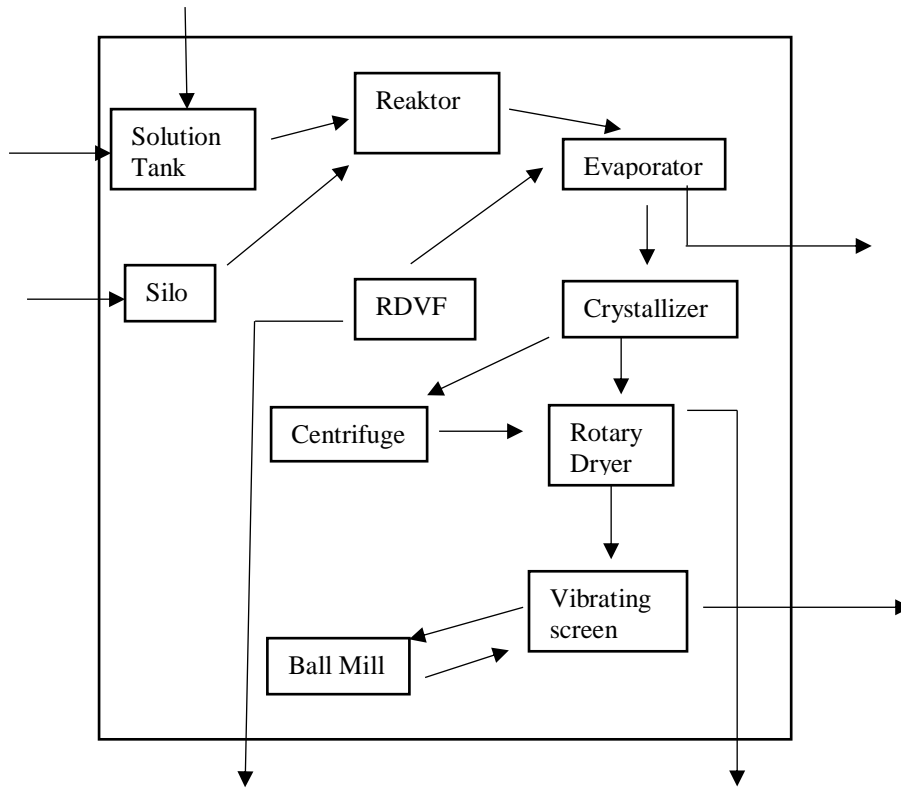 Reaktor
Solution
Tank
Evaporator
Silo
RDVF
Crystallizer
Centrifuge
Rotary
Dryer
Vibrating
screen
Ball Mill